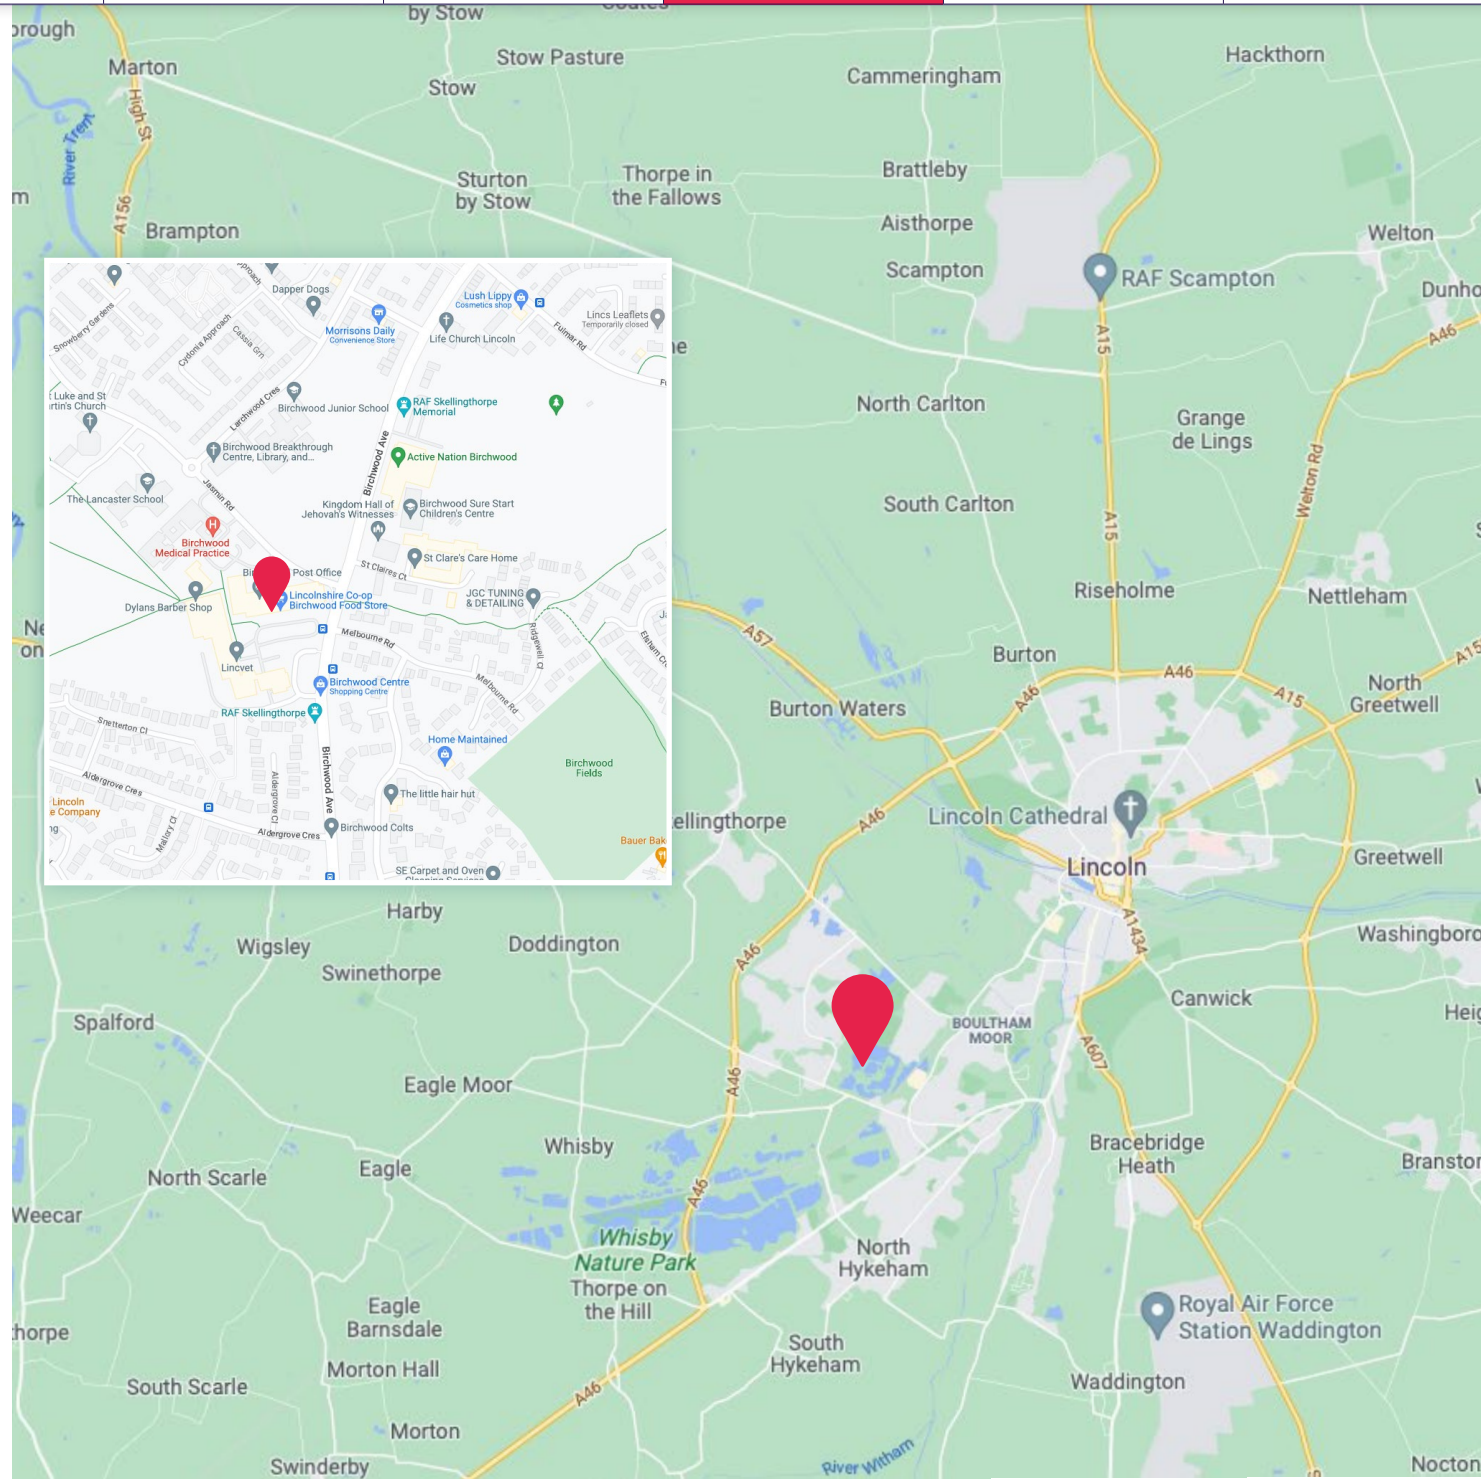 by Stow
Coates
Stow Pasture
Hackthorn
Marton
Cammeringham
Stow
High St
River Trent
Brattleby
Thorpe in
the Fallows
Sturton
by Stow
A156
Aisthorpe
Brampton
Welton
Scampton
RAF Scampton
A15
A46
North Carlton
Grange
de Lings
Welton Rd
South Carlton
A15
Riseholme
Nettleham
A57
Burton
A46
A46
A15
North
Greetwell
Burton Waters
A46
Lincoln Cathedral
Lincoln
Greetwell
A1434
Harby
Wigsley
Doddington
Swinethorpe
A46
Canwick
Spalford
BOULTHAM
MOOR
A607
Eagle Moor
A46
Whisby
Bracebridge
Heath
Eagle
North Scarle
A46
Whisby
Nature Park
North
Hykeham
Thorpe on
the Hill
Royal Air Force
Station Waddington
Eagle
Barnsdale
South
Hykeham
Morton Hall
Waddington
South Scarle
A46
Morton
River Witham
Swinderby
Nocton
Dapper Dogs
Lush Lippy
Cosmetics shop
Snowberry Gardens
Cydonia Approach
Cassia Grn
Morrisons Daily
Convenience Store
Life Church Lincoln
Fulmar Rd
Lincs Leaflets
Temporarily closed
Larchwood Cres
Birchwood Junior School
RAF Skellingthorpe
Memorial
Birchwood Breakthrough
Centre, Library, and...
Birchwood Ave
Active Nation Birchwood
The Lancaster School
Jasmin Rd
Kingdom Hall of
Jehovah's Witnesses
Birchwood Sure Start
Children's Centre
Birchwood
Medical Practice
St Clare's Care Home
St Claires Ct
Post Office
Lincolnshire Co-op
Birchwood Food Store
Dylans Barber Shop
JGC TUNING
& DETAILING
Melbourne Rd
Ridgewell Cl
Lincvet
Birchwood Centre
Shopping Centre
Melbourne Rd
RAF Skellingthorpe
Snetterton Cl
Home Maintained
Birchwood Ave
Birchwood
Fields
Aldergrove Cres
Aldergrove Cl
The little hair hut
Lincoln
Mallory Cl
Aldergrove Cres
Birchwood Colts
SE Carpet and Oven